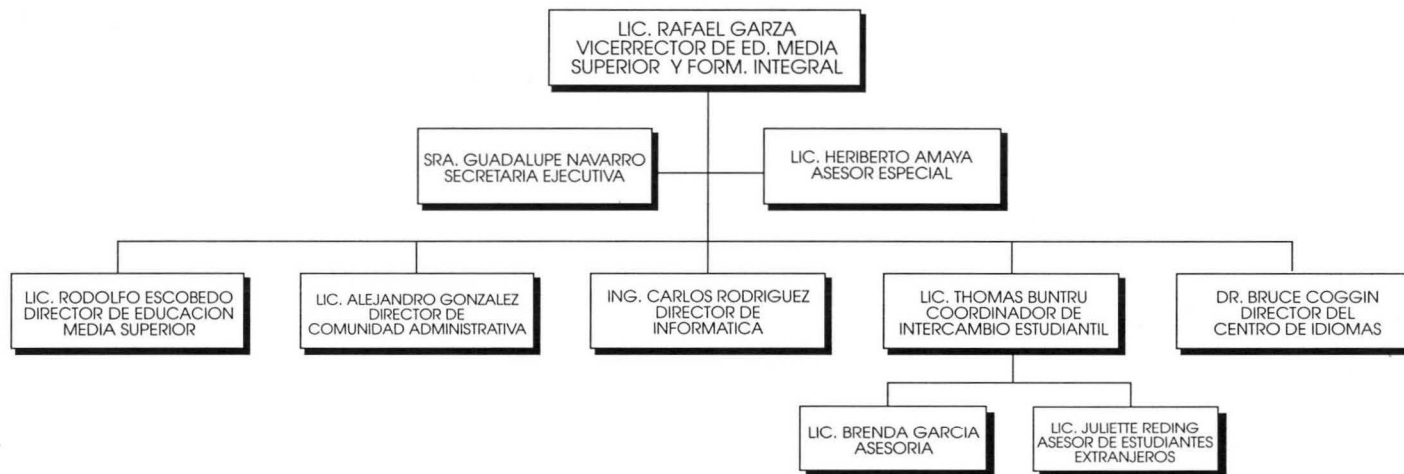 LIC. RAFAEL GARZA
VICERRECTOR DE ED. MEDIA
SUPERIOR Y FORM. INTEGRAL
SRA. GUADALUPE NAVARRO
SECRETARIA EJECUTIVA
LIC. HERIBERTO AMAYA
ASESOR ESPECIAL
LIC. RODOLFO ESCOBEDO
DIRECTOR DE EDUCACION
MEDIA SUPERIOR
LIC. ALEJANDRO GONZALEZ
DIRECTOR DE
COMUNIDAD ADMINISTRATIVA
ING. CARLOS RODRIGUEZ
DIRECTOR DE
INFORMATICA
LIC. THOMAS BUNTRU
COORDINADOR DE
INTERCAMBIO ESTUDIANTIL
DR. BRUCE COGGIN
DIRECTOR DEL
CENTRO DE IDIOMAS
LIC. BRENDA GARCIA
ASESORIA
LIC. JULIETTE REDING
ASESOR DE ESTUDIANTES
EXTRANJEROS